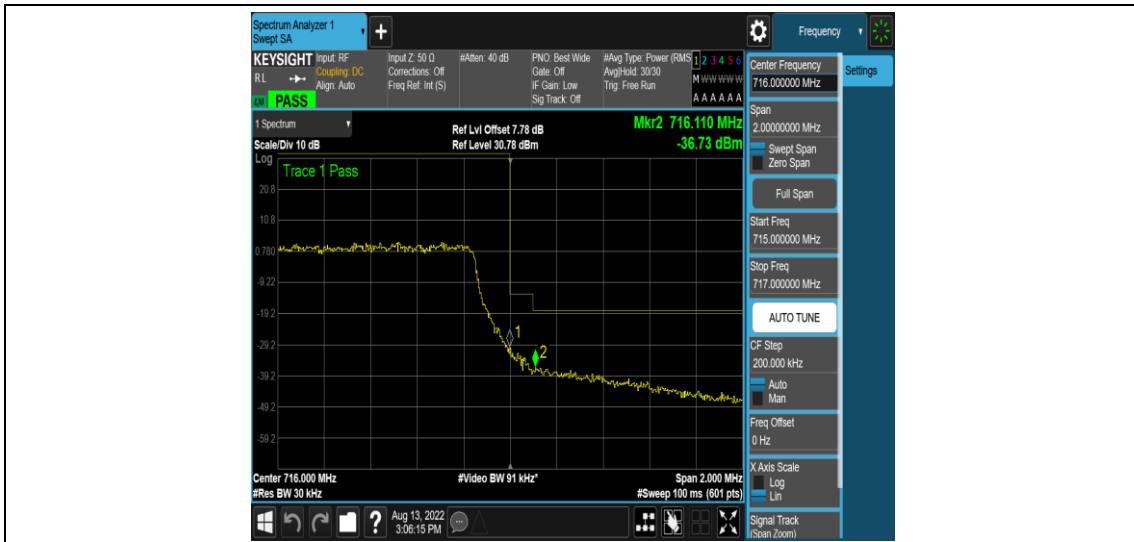 Spectrum Analyzer 1
Swept SA
+
Frequency
KEYSIGHT
RL
PASS
Input: RF
Coupling: DC
Align: Auto
Input Z: 50 Ω
Corrections: Off
Freq Ref: Int (S)
#Atten: 40 dB
PNO: Best Wide
Gate: Off
IF Gain: Low
Sig Track: Off
#Avg Type: Power (RMS
Avg|Hold: 30/30
Trig: Free Run
1 2 3 4 5 6
M W W W W W
A A A A A A
Center Frequency
716.000000 MHz
Settings
Span
2.00000000 MHz
Swept Span
Zero Span
Full Span
Start Freq
715.000000 MHz
Stop Freq
717.000000 MHz
AUTO TUNE
CF Step
200.000 kHz
Auto
Man
Freq Offset
0 Hz
X Axis Scale
Log
Lin
Signal Track
(Span Zoom)
1 Spectrum
Scale/Div 10 dB
Ref Lvl Offset 7.78 dB
Ref Level 30.78 dBm
Mkr2 716.110 MHz
-36.73 dBm
Log
Trace 1 Pass
20.8
10.8
0.780
-9.22
-19.2
-29.2
-39.2
-49.2
-59.2
1
2
Center 716.000 MHz
#Res BW 30 kHz
#Video BW 91 kHz*
Span 2.000 MHz
#Sweep 100 ms (601 pts)
?
Aug 13, 2022
3:06:15 PM